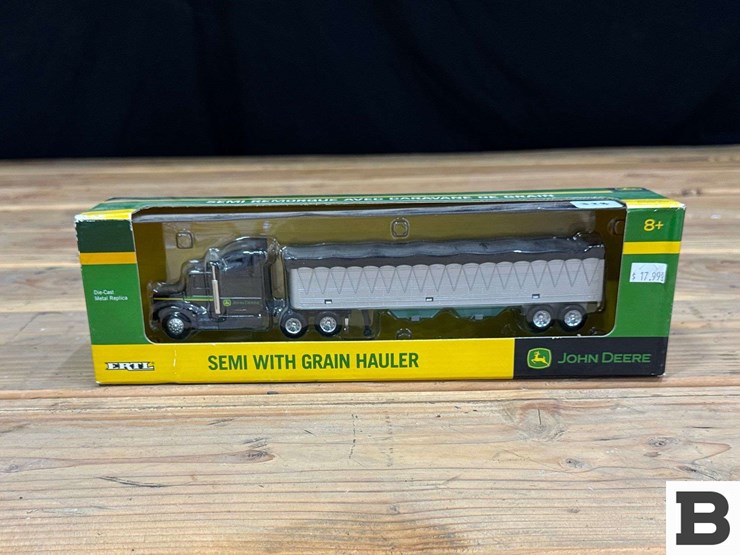 SEMI REMORQUE AVEC CARAVANE DE GRAIN
8+
$ 17.99
Die-Cast
Metal Replica
ERTL
SEMI WITH GRAIN HAULER
JOHN DEERE
B